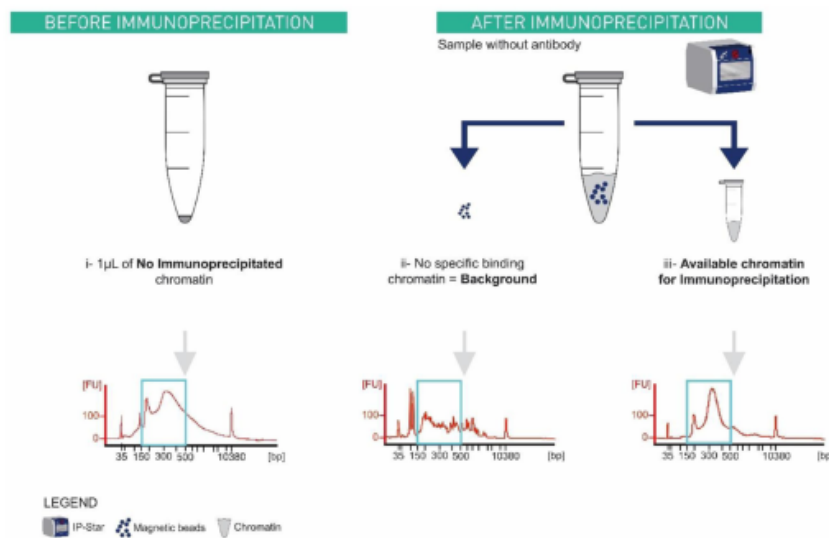 BEFORE IMMUNOPRECIPITATION
AFTER IMMUNOPRECIPITATION
Sample without antibody
i- 1µL of No Immunoprecipitated
chromatin
ii- No specific binding
chromatin = Background
iii- Available chromatin
for Immunoprecipitation
[FU]
100
0
35 150 300 500 10380 [bp]
[FU]
100
0
35 150 300 500 10380 [bp]
[FU]
100
0
35 150 300 500 10380 [bp]
LEGEND
IP-Star Magnetic beads Chromatin